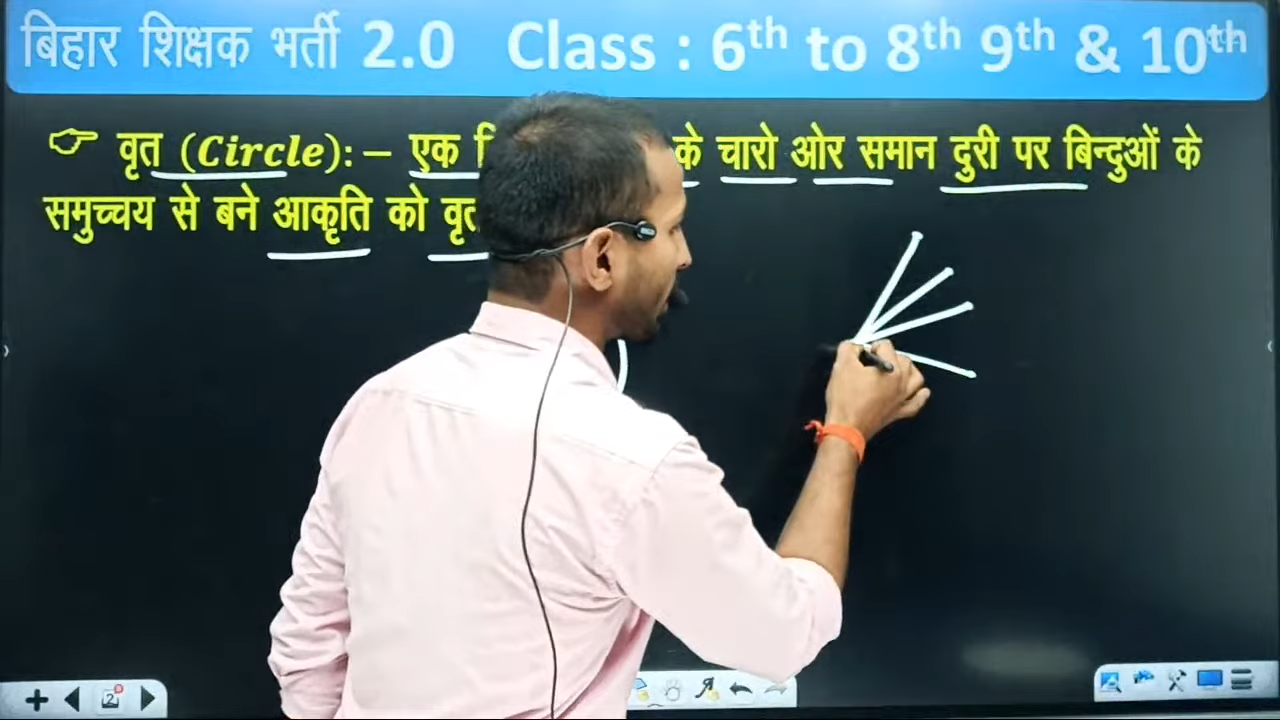 बिहार शिक्षक भर्ती 2.0 Class : 6th to 8th 9th & 10th
वृत (Circle):– एक के चारो ओर समान दुरी पर बिन्दुओं के
समुच्चय से बने आकृति को वृत
2